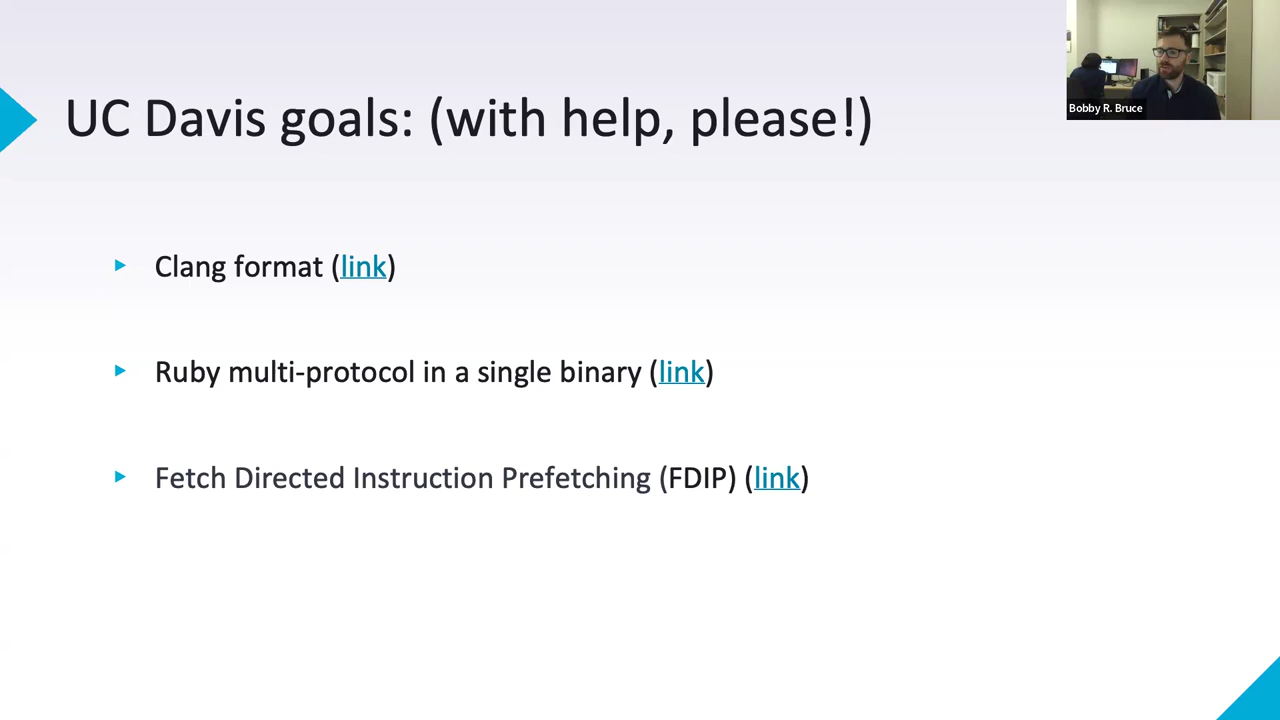 UC Davis goals: (with help, please!)
Bobby R. Bruce
Clang format (link)
Ruby multi-protocol in a single binary (link)
Fetch Directed Instruction Prefetching (FDIP) (link)